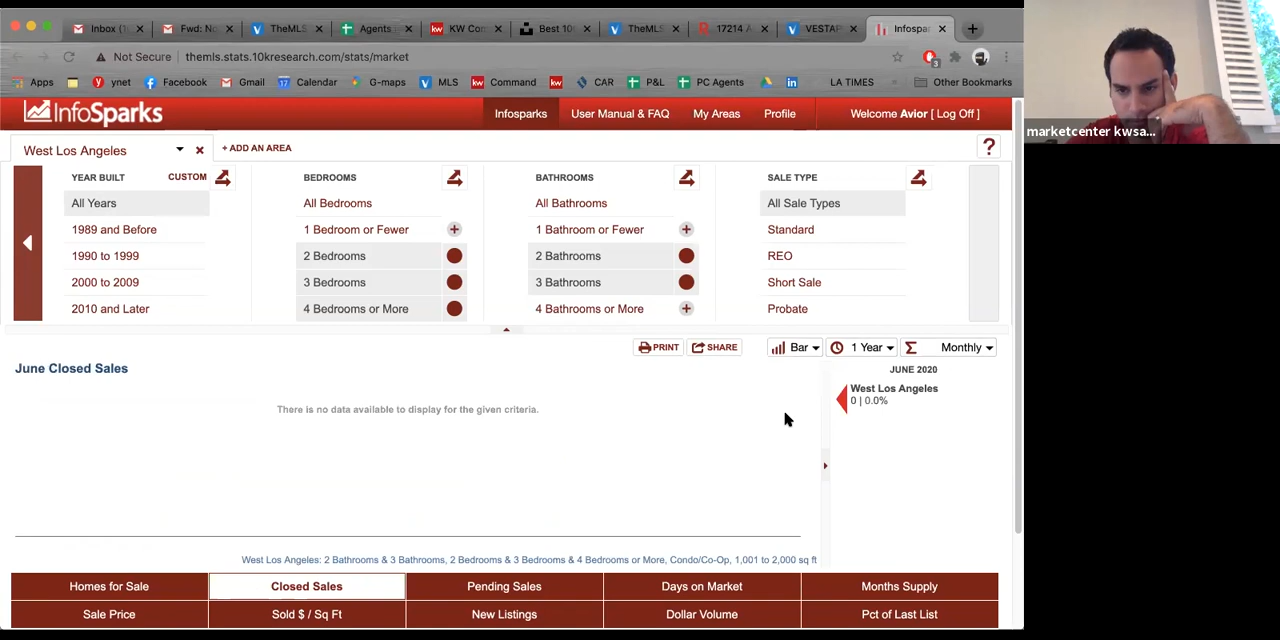 Inbox (1
Fwd: No
TheMLS
Agents
KW Com
Best 10
TheMLS
17214 A
VESTAP
Infospar
Not Secure
themls.stats.10kresearch.com/stats/market
3
Apps
ynet
Facebook
Gmail
17
Calendar
G-maps
MLS
kw
Command
kw
CAR
P&L
PC Agents
LA TIMES
Other Bookmarks
InfoSparks
Infosparks
User Manual & FAQ
My Areas
Profile
Welcome Avior [ Log Off ]
marketcenter kwsa...
West Los Angeles
+ ADD AN AREA
?
YEAR BUILT
CUSTOM
All Years
1989 and Before
1990 to 1999
2000 to 2009
2010 and Later
BEDROOMS
All Bedrooms
1 Bedroom or Fewer
2 Bedrooms
3 Bedrooms
4 Bedrooms or More
BATHROOMS
All Bathrooms
1 Bathroom or Fewer
2 Bathrooms
3 Bathrooms
4 Bathrooms or More
SALE TYPE
All Sale Types
Standard
REO
Short Sale
Probate
PRINT
SHARE
Bar
1 Year
Σ Monthly
June Closed Sales
There is no data available to display for the given criteria.
JUNE 2020
West Los Angeles
0 | 0.0%
West Los Angeles: 2 Bathrooms & 3 Bathrooms, 2 Bedrooms & 3 Bedrooms & 4 Bedrooms or More, Condo/Co-Op, 1,001 to 2,000 sq ft
Homes for Sale
Closed Sales
Pending Sales
Days on Market
Months Supply
Sale Price
Sold $ / Sq Ft
New Listings
Dollar Volume
Pct of Last List